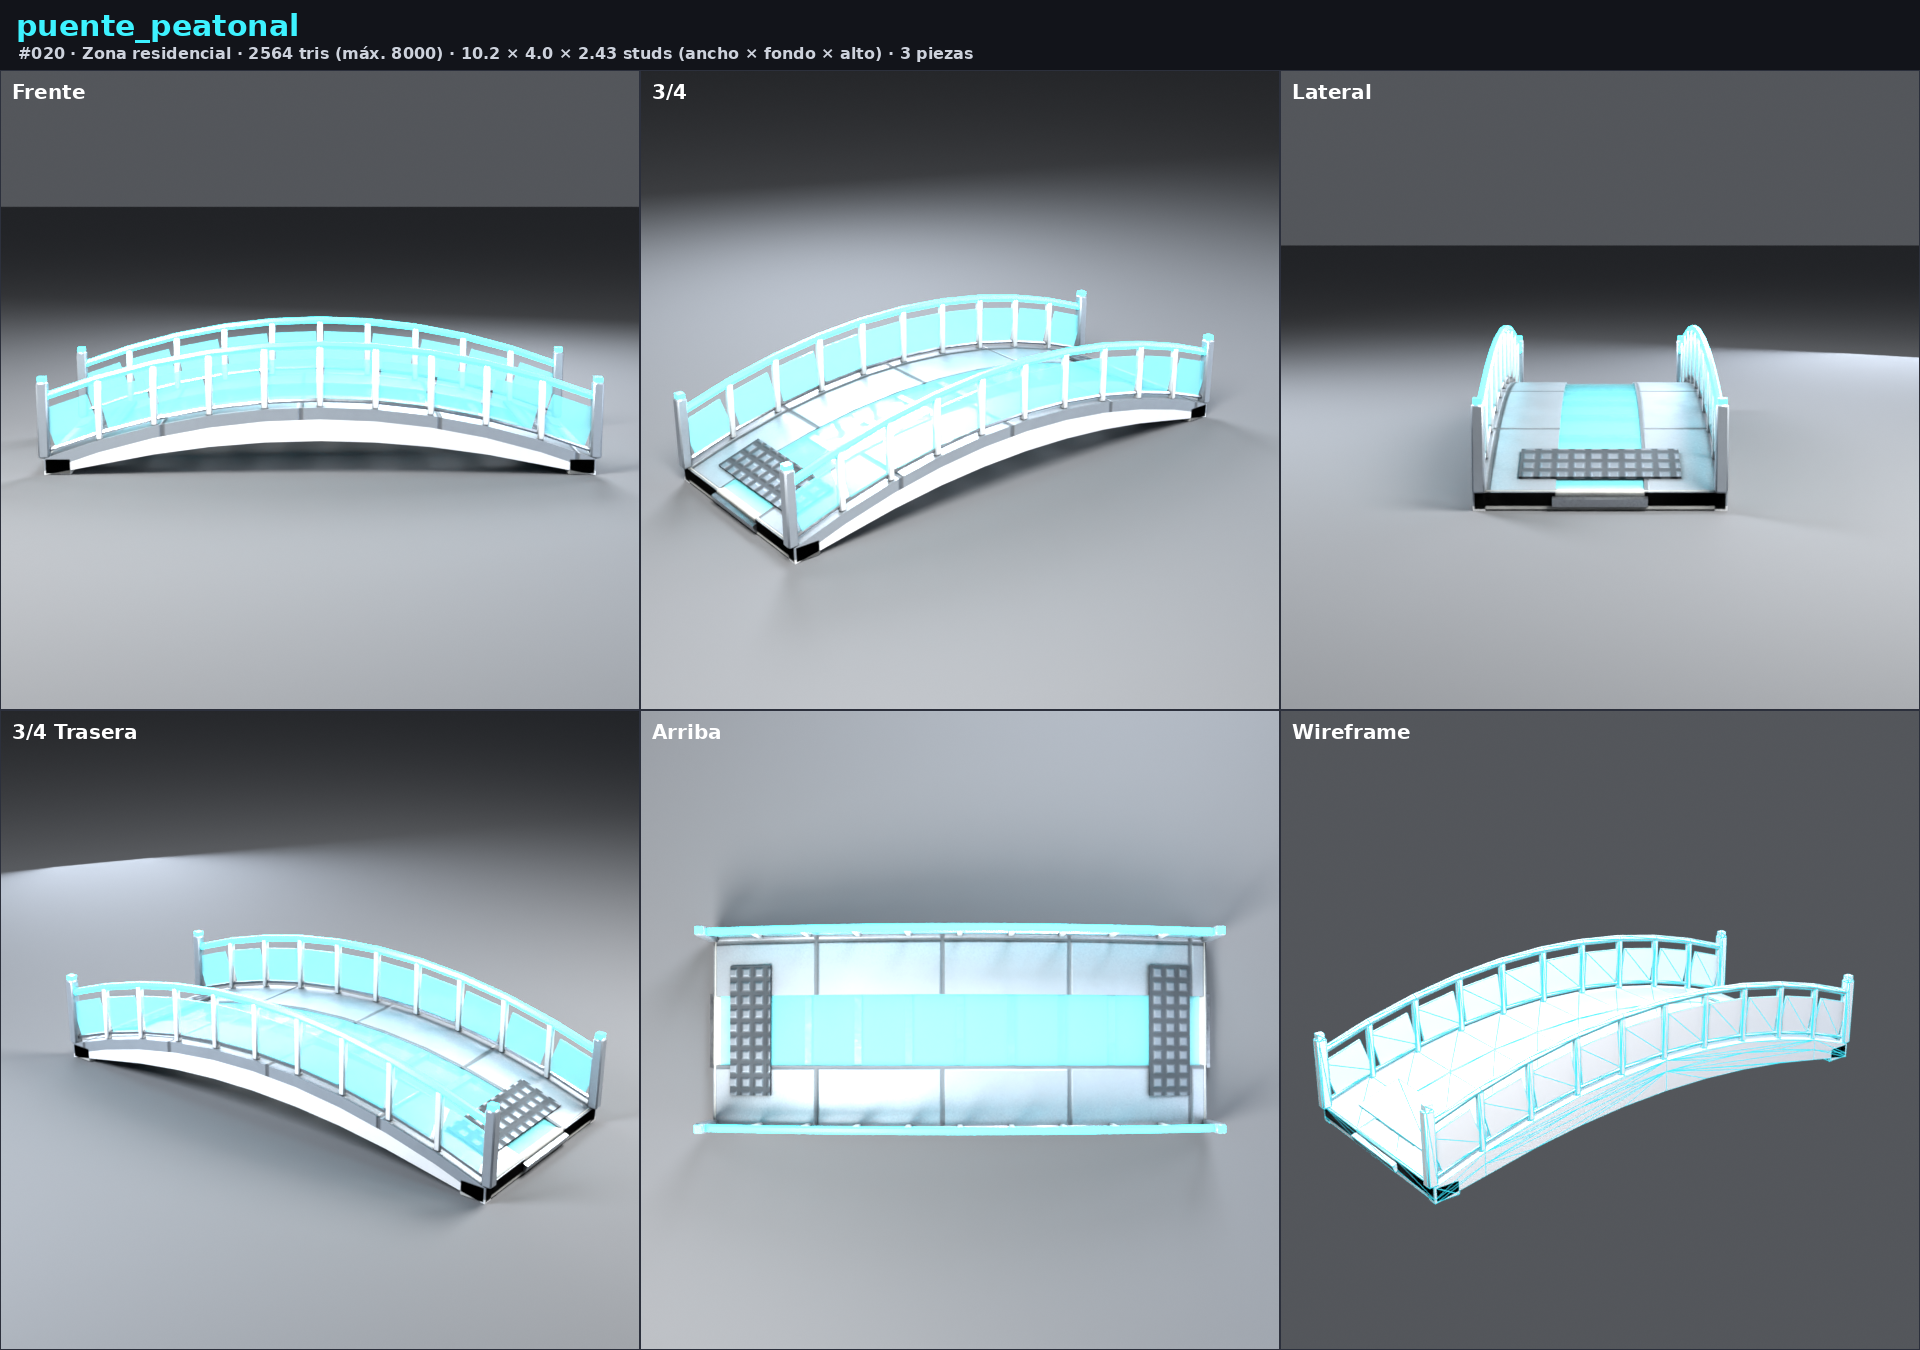 puente_peatonal
#020 · Zona residencial · 2564 tris (máx. 8000) · 10.2 × 4.0 × 2.43 studs (ancho × fondo × alto) · 3 piezas
Frente
3/4
Lateral
3/4 Trasera
Arriba
Wireframe